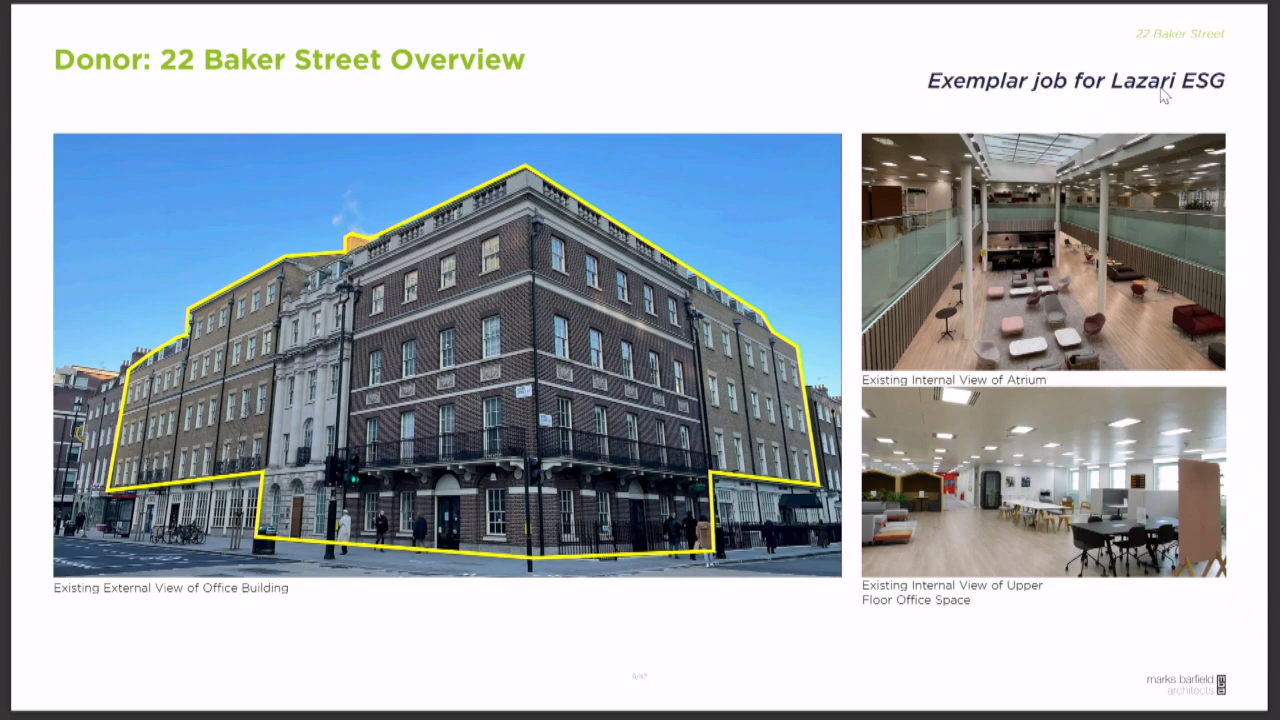 22 Baker Street
Donor: 22 Baker Street Overview
Exemplar job for Lazari ESG
Existing Internal View of Atrium
Existing External View of Office Building
Existing Internal View of Upper
Floor Office Space
marks barfield
architects